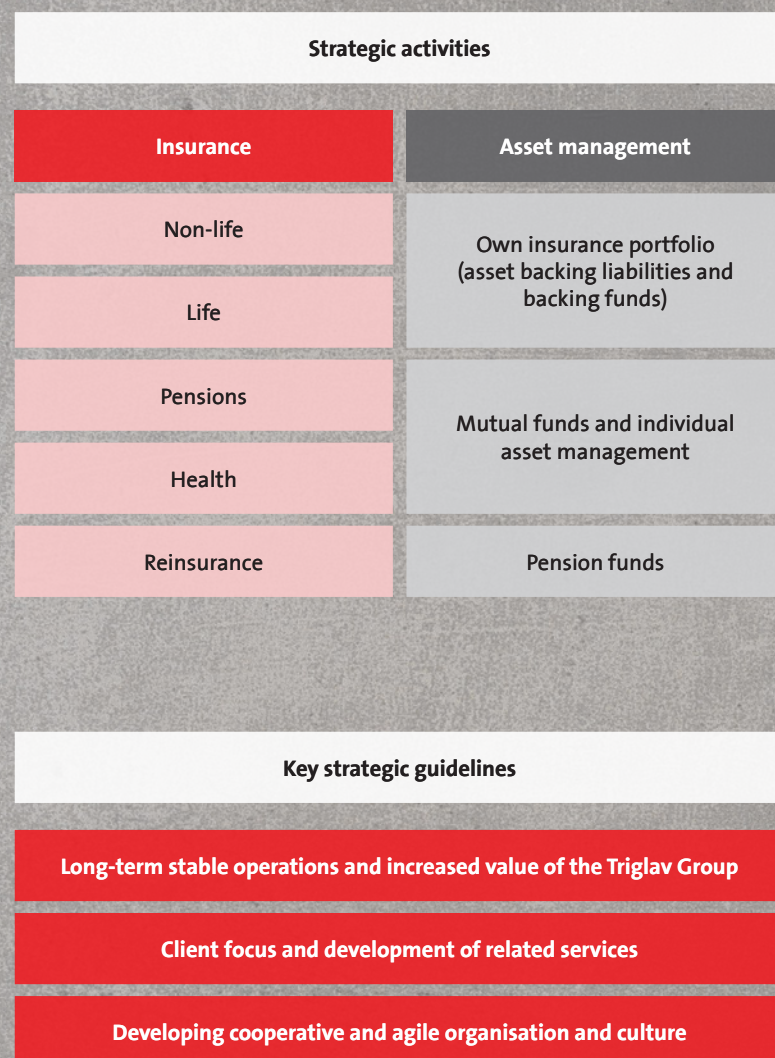 Strategic activities
Insurance
Non-life
Life
Pensions
Health
Reinsurance
Asset management
Own insurance portfolio
(asset backing liabilities and
backing funds)
Mutual funds and individual
asset management
Pension funds
Key strategic guidelines
Long-term stable operations and increased value of the Triglav Group
Client focus and development of related services
Developing cooperative and agile organisation and culture